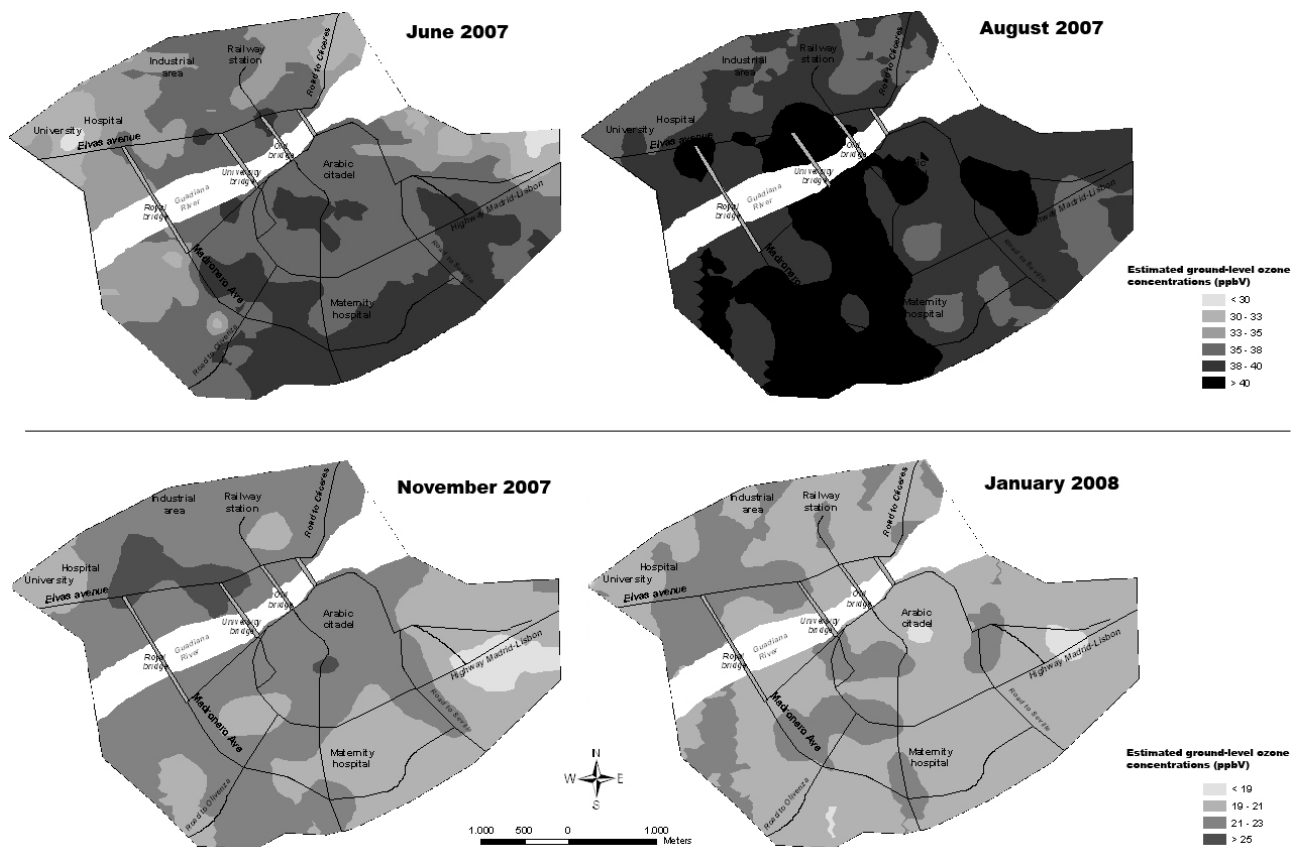 June 2007
Railway
station
Industrial
area
Road to Cáceres
Hospital
University
Elvas avenue
Old
bridge
University
bridge
Arabic
citadel
Guadiana
River
Royal
bridge
Highway Madrid-Lisbon
Road to Seville
Madronero Ave
Maternity
hospital
Road to Olivenza
August 2007
Railway
station
Industrial
area
Road to Cáceres
Hospital
University
Elvas avenue
Old
bridge
University
bridge
Guadiana
River
Royal
bridge
Highway Madrid-Lisbon
Road to Seville
Madronero
Maternity
hospital
Estimated ground-level ozone
concentrations (ppbV)
< 30
30 - 33
33 - 35
35 - 38
38 - 40
> 40
November 2007
Railway
station
Industrial
area
Road to Cáceres
Hospital
University
Elvas avenue
Old
bridge
University
bridge
Arabic
citadel
Guadiana
River
Royal
bridge
Highway Madrid-Lisbon
Road to Seville
Madronero Ave
Maternity
hospital
Road to Olivenza
January 2008
Railway
station
Industrial
area
Road to Cáceres
Hospital
University
Elvas avenue
Old
bridge
University
bridge
Arabic
citadel
Guadiana
River
Royal
bridge
Highway Madrid-Lisbon
Road to Seville
Madronero Ave
Maternity
hospital
Road to Olivenza
N
W E
S
1.000 500 0 1.000
Meters
Estimated ground-level ozone
concentrations (ppbV)
< 19
19 - 21
21 - 23
> 25